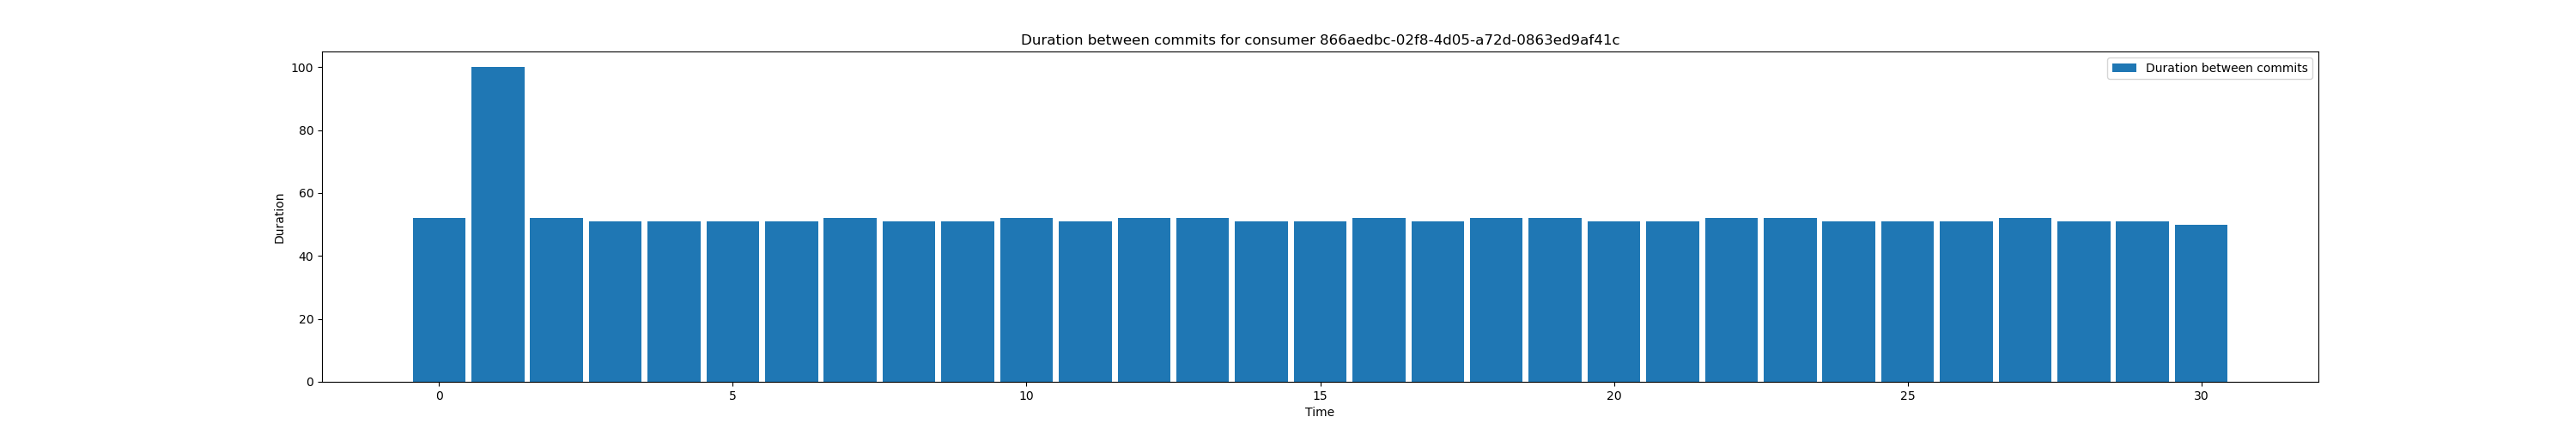 Duration between commits for consumer 866aedbc-02f8-4d05-a72d-0863ed9af41c
Duration between commits
100
80
60
40
20
0
Duration
0 5 10 15 20 25 30
Time